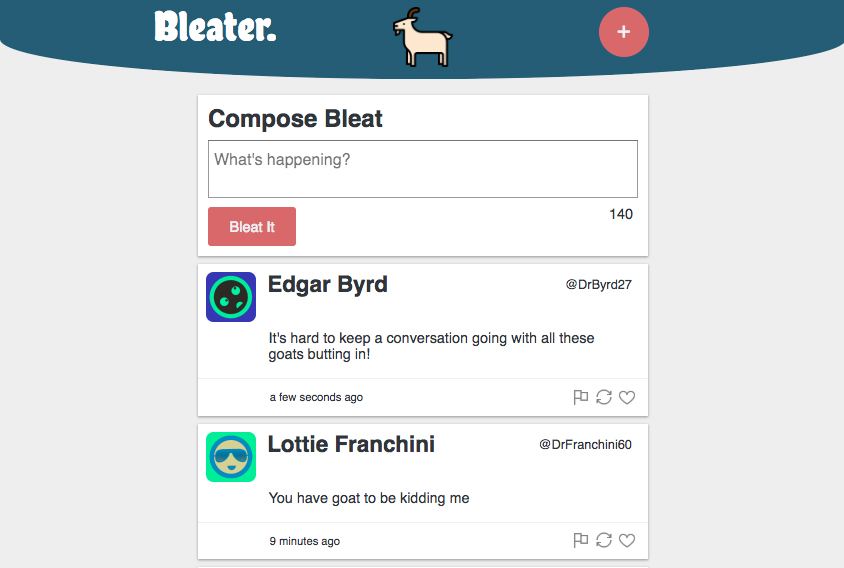 Bleater.
+
Compose Bleat
What's happening?
Bleat It
140
Edgar Byrd
@DrByrd27
It's hard to keep a conversation going with all these
goats butting in!
a few seconds ago
Lottie Franchini
@DrFranchini60
You have goat to be kidding me
9 minutes ago